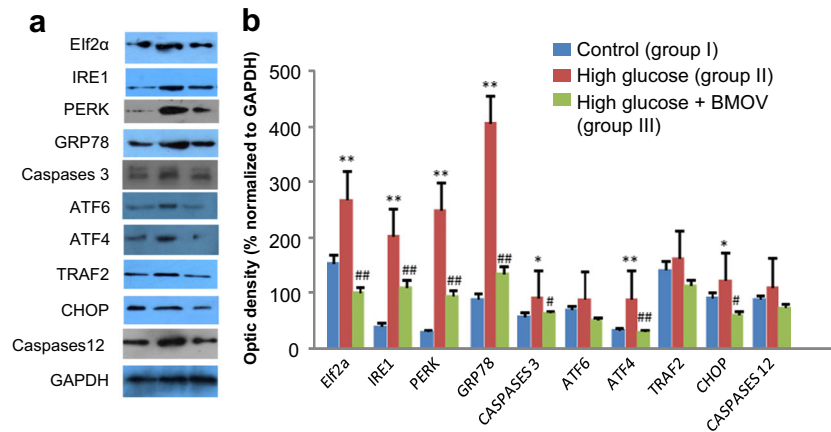 a
EIf2α
IRE1
PERK
GRP78
Caspases 3
ATF6
ATF4
TRAF2
CHOP
Caspases12
GAPDH
b
Control (group I)
High glucose (group II)
High glucose + BMOV
(group III)
Optic density (% normalized to GAPDH)
500
400
300
200
100
0
**
##
**
##
**
##
**
##
*
#
**
##
*
#
EIf2a
IRE1
PERK
GRP78
CASPASES 3
ATF6
ATF4
TRAF2
CHOP
CASPASES 12